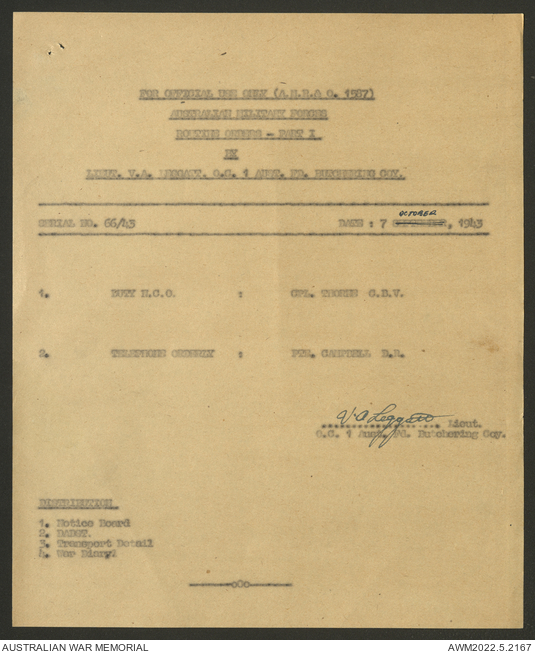 FOR OFFICIAL USE ONLY (A.M.R.& O. 1587)
AUSTRALIAN MILITARY FORCES
ROUTINE ORDERS - PART I
BY
LIEUT. V.A. LEGGATT, O.C. 1 AUST. FD. BUTCHERING COY.
SERIAL NO. 66/43
OCTOBER
DATE : 7 , 1943
1. DUTY N.C.O. : CPL. C.S.V.
2. TELEPHONE ORDERLY : PTE. CAMPBELL
V.A Leggatt
Lieut.
O.C. 1 Aust. Fd. Butchering Coy.
DISTRIBUTION
1. Notice Board
2. DADST.
3. Transport Detail
4. War Diary
---oOo---
AUSTRALIAN WAR MEMORIAL
AWM2022.5.2167